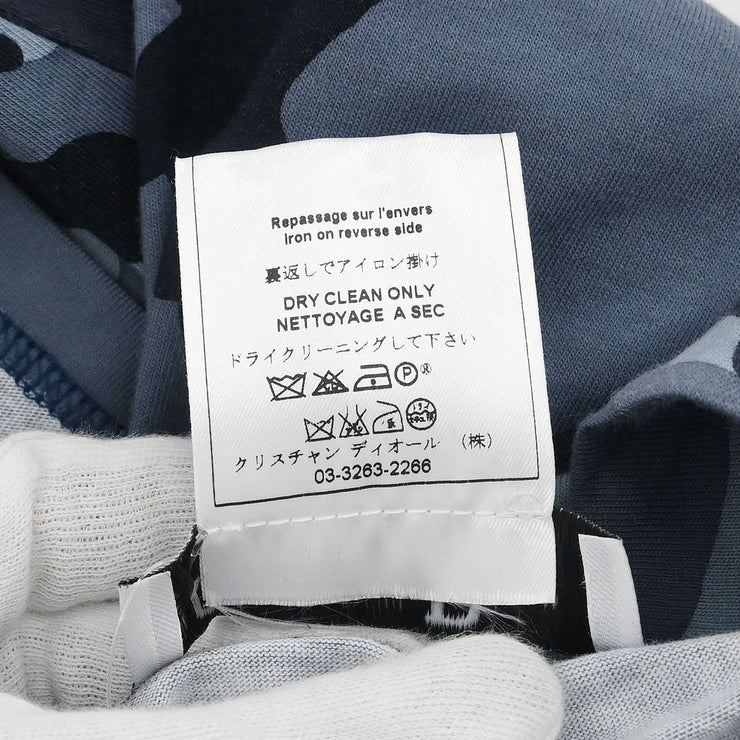 Repassage sur l'envers
Iron on reverse side
裏返しでアイロン掛け
DRY CLEAN ONLY
NETTOYAGE A SEC
ドライクリーニングして下さい
P®
クリスチャン ディオール (株)
03-3263-2266